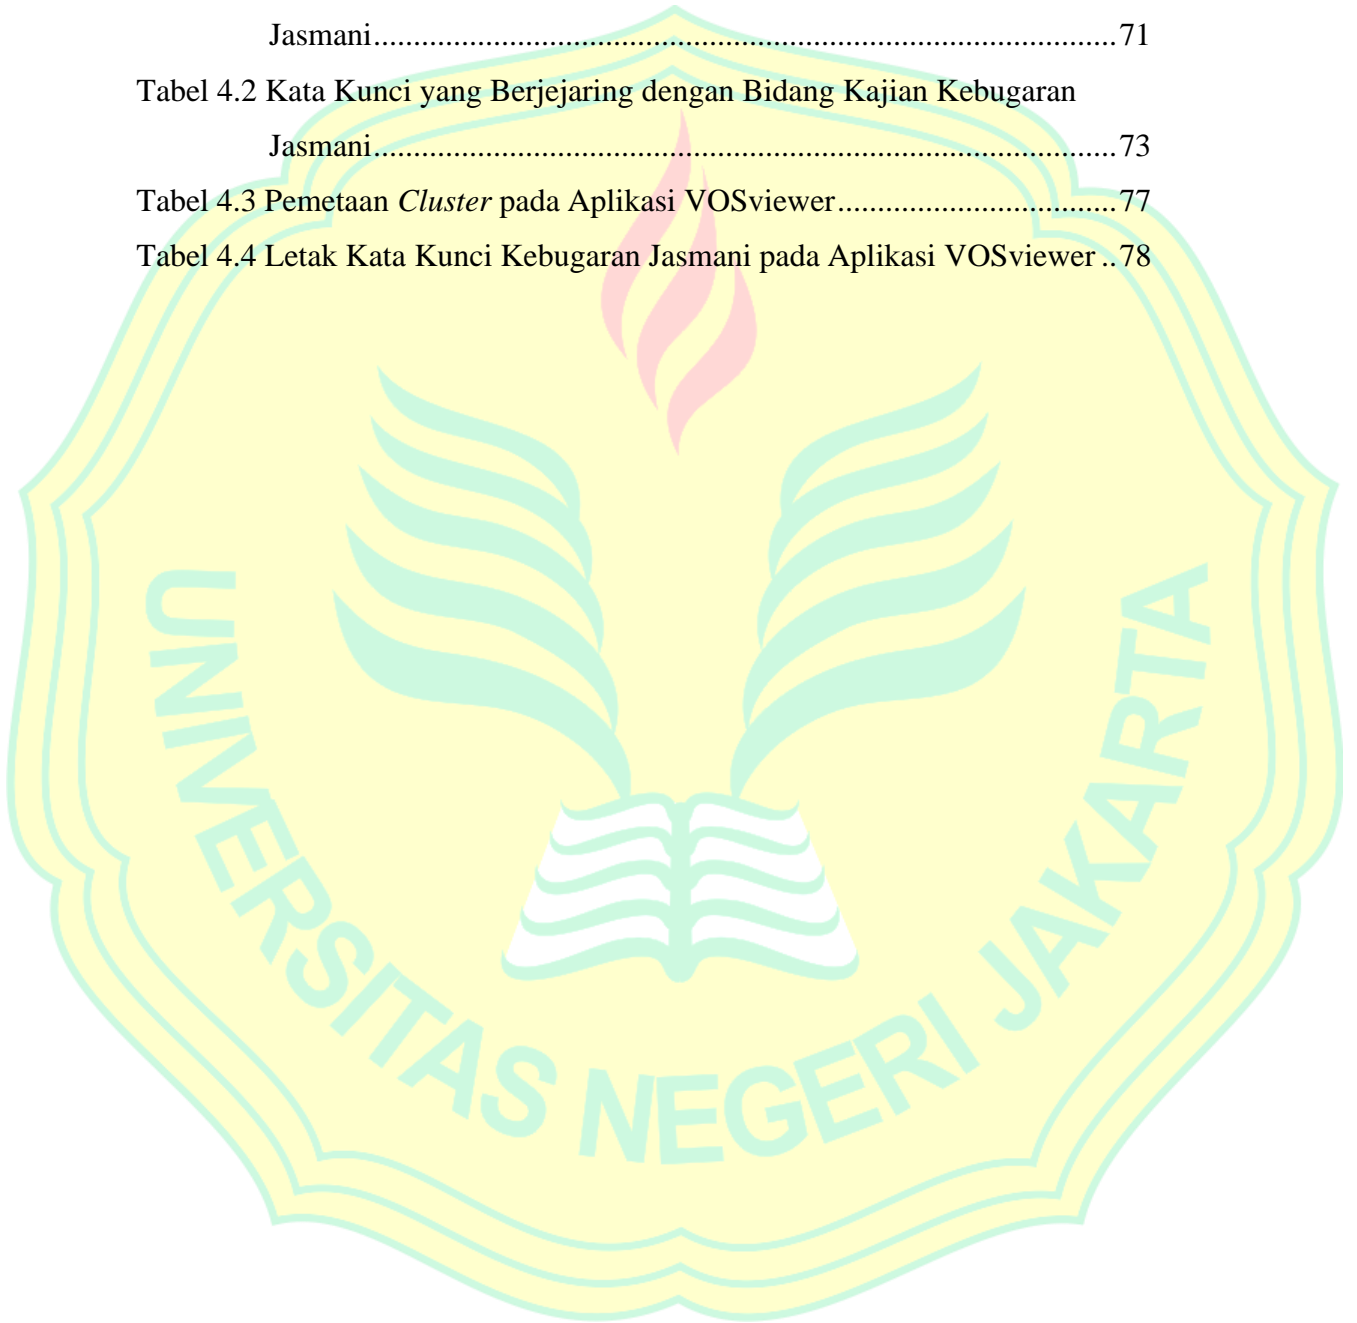 Jasmani............................................................................................. 71
Tabel 4.2 Kata Kunci yang Berjejaring dengan Bidang Kajian Kebugaran
Jasmani............................................................................................. 73
Tabel 4.3 Pemetaan Cluster pada Aplikasi VOSviewer................................... 77
Tabel 4.4 Letak Kata Kunci Kebugaran Jasmani pada Aplikasi VOSviewer .. 78
UNIVERSITAS NEGERI JAKARTA